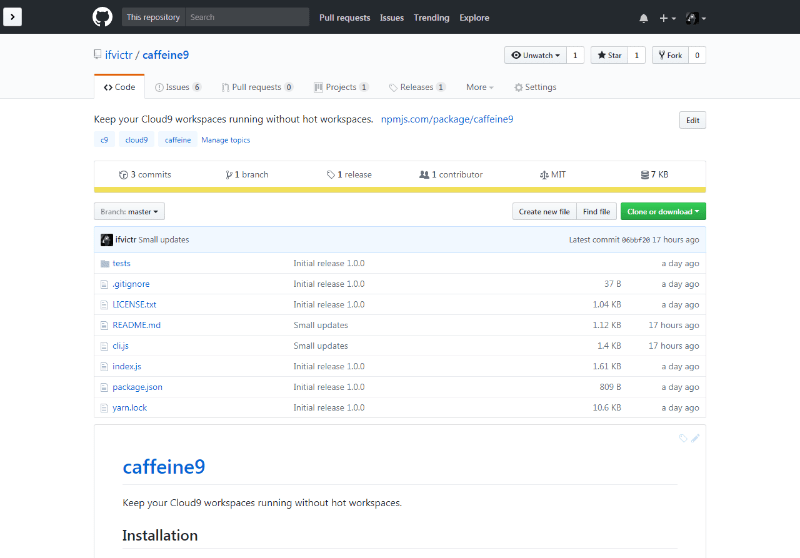 This repository Search Pull requests Issues Trending Explore
ifvictr / caffeine9 Unwatch 1 Star 1 Fork 0
Code Issues 6 Pull requests 0 Projects 1 Releases 1 More Settings
Keep your Cloud9 workspaces running without hot workspaces. npmjs.com/package/caffeine9 Edit
c9 cloud9 caffeine Manage topics
3 commits 1 branch 1 release 1 contributor MIT 7 KB
Branch: master Create new file Find file Clone or download
ifvictr Small updates Latest commit 06bbf20 17 hours ago
tests Initial release 1.0.0 a day ago
.gitignore Initial release 1.0.0 37 B a day ago
LICENSE.txt Initial release 1.0.0 1.04 KB a day ago
README.md Small updates 1.12 KB 17 hours ago
cli.js Small updates 1.4 KB 17 hours ago
index.js Initial release 1.0.0 1.61 KB a day ago
package.json Initial release 1.0.0 809 B a day ago
yarn.lock Initial release 1.0.0 10.6 KB a day ago
caffeine9
Keep your Cloud9 workspaces running without hot workspaces.
Installation